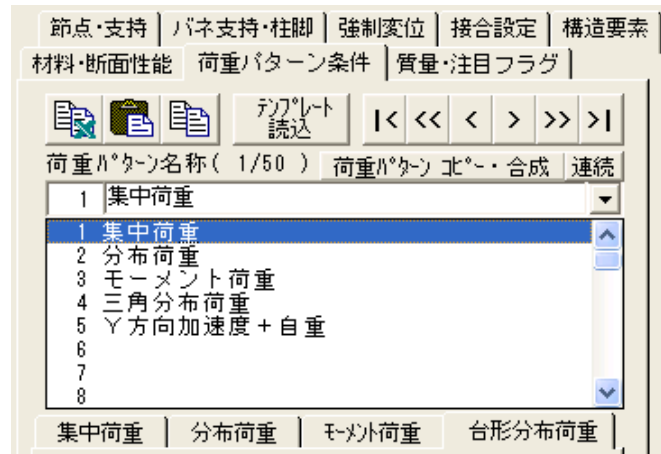 節点・支持 バネ支持・柱脚 強制変位 接合設定 構造要素
材料・断面性能 荷重パターン条件 質量・注目フラグ
ﾃﾝﾌﾟﾚｰﾄ
読込
|< << < > >> >|
荷重ﾊﾟﾀｰﾝ名称( 1/50 ) 荷重ﾊﾟﾀｰﾝ ｺﾋﾟｰ・合成 連続
1 集中荷重
1 集中荷重
2 分布荷重
3 モーメント荷重
4 三角分布荷重
5 Ｙ方向加速度＋自重
6
7
8
集中荷重 分布荷重 ﾓｰﾒﾝﾄ荷重 台形分布荷重